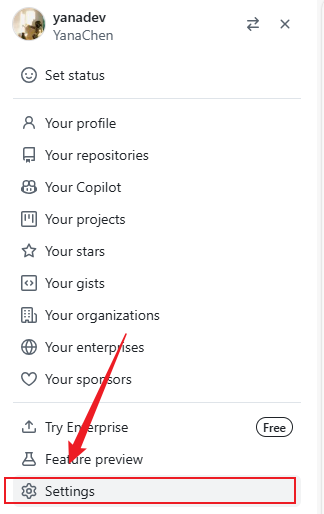 yanadev
YanaChen
Set status
Your profile
Your repositories
Your Copilot
Your projects
Your stars
Your gists
Your organizations
Your enterprises
Your sponsors
Try Enterprise Free
Feature preview
Settings